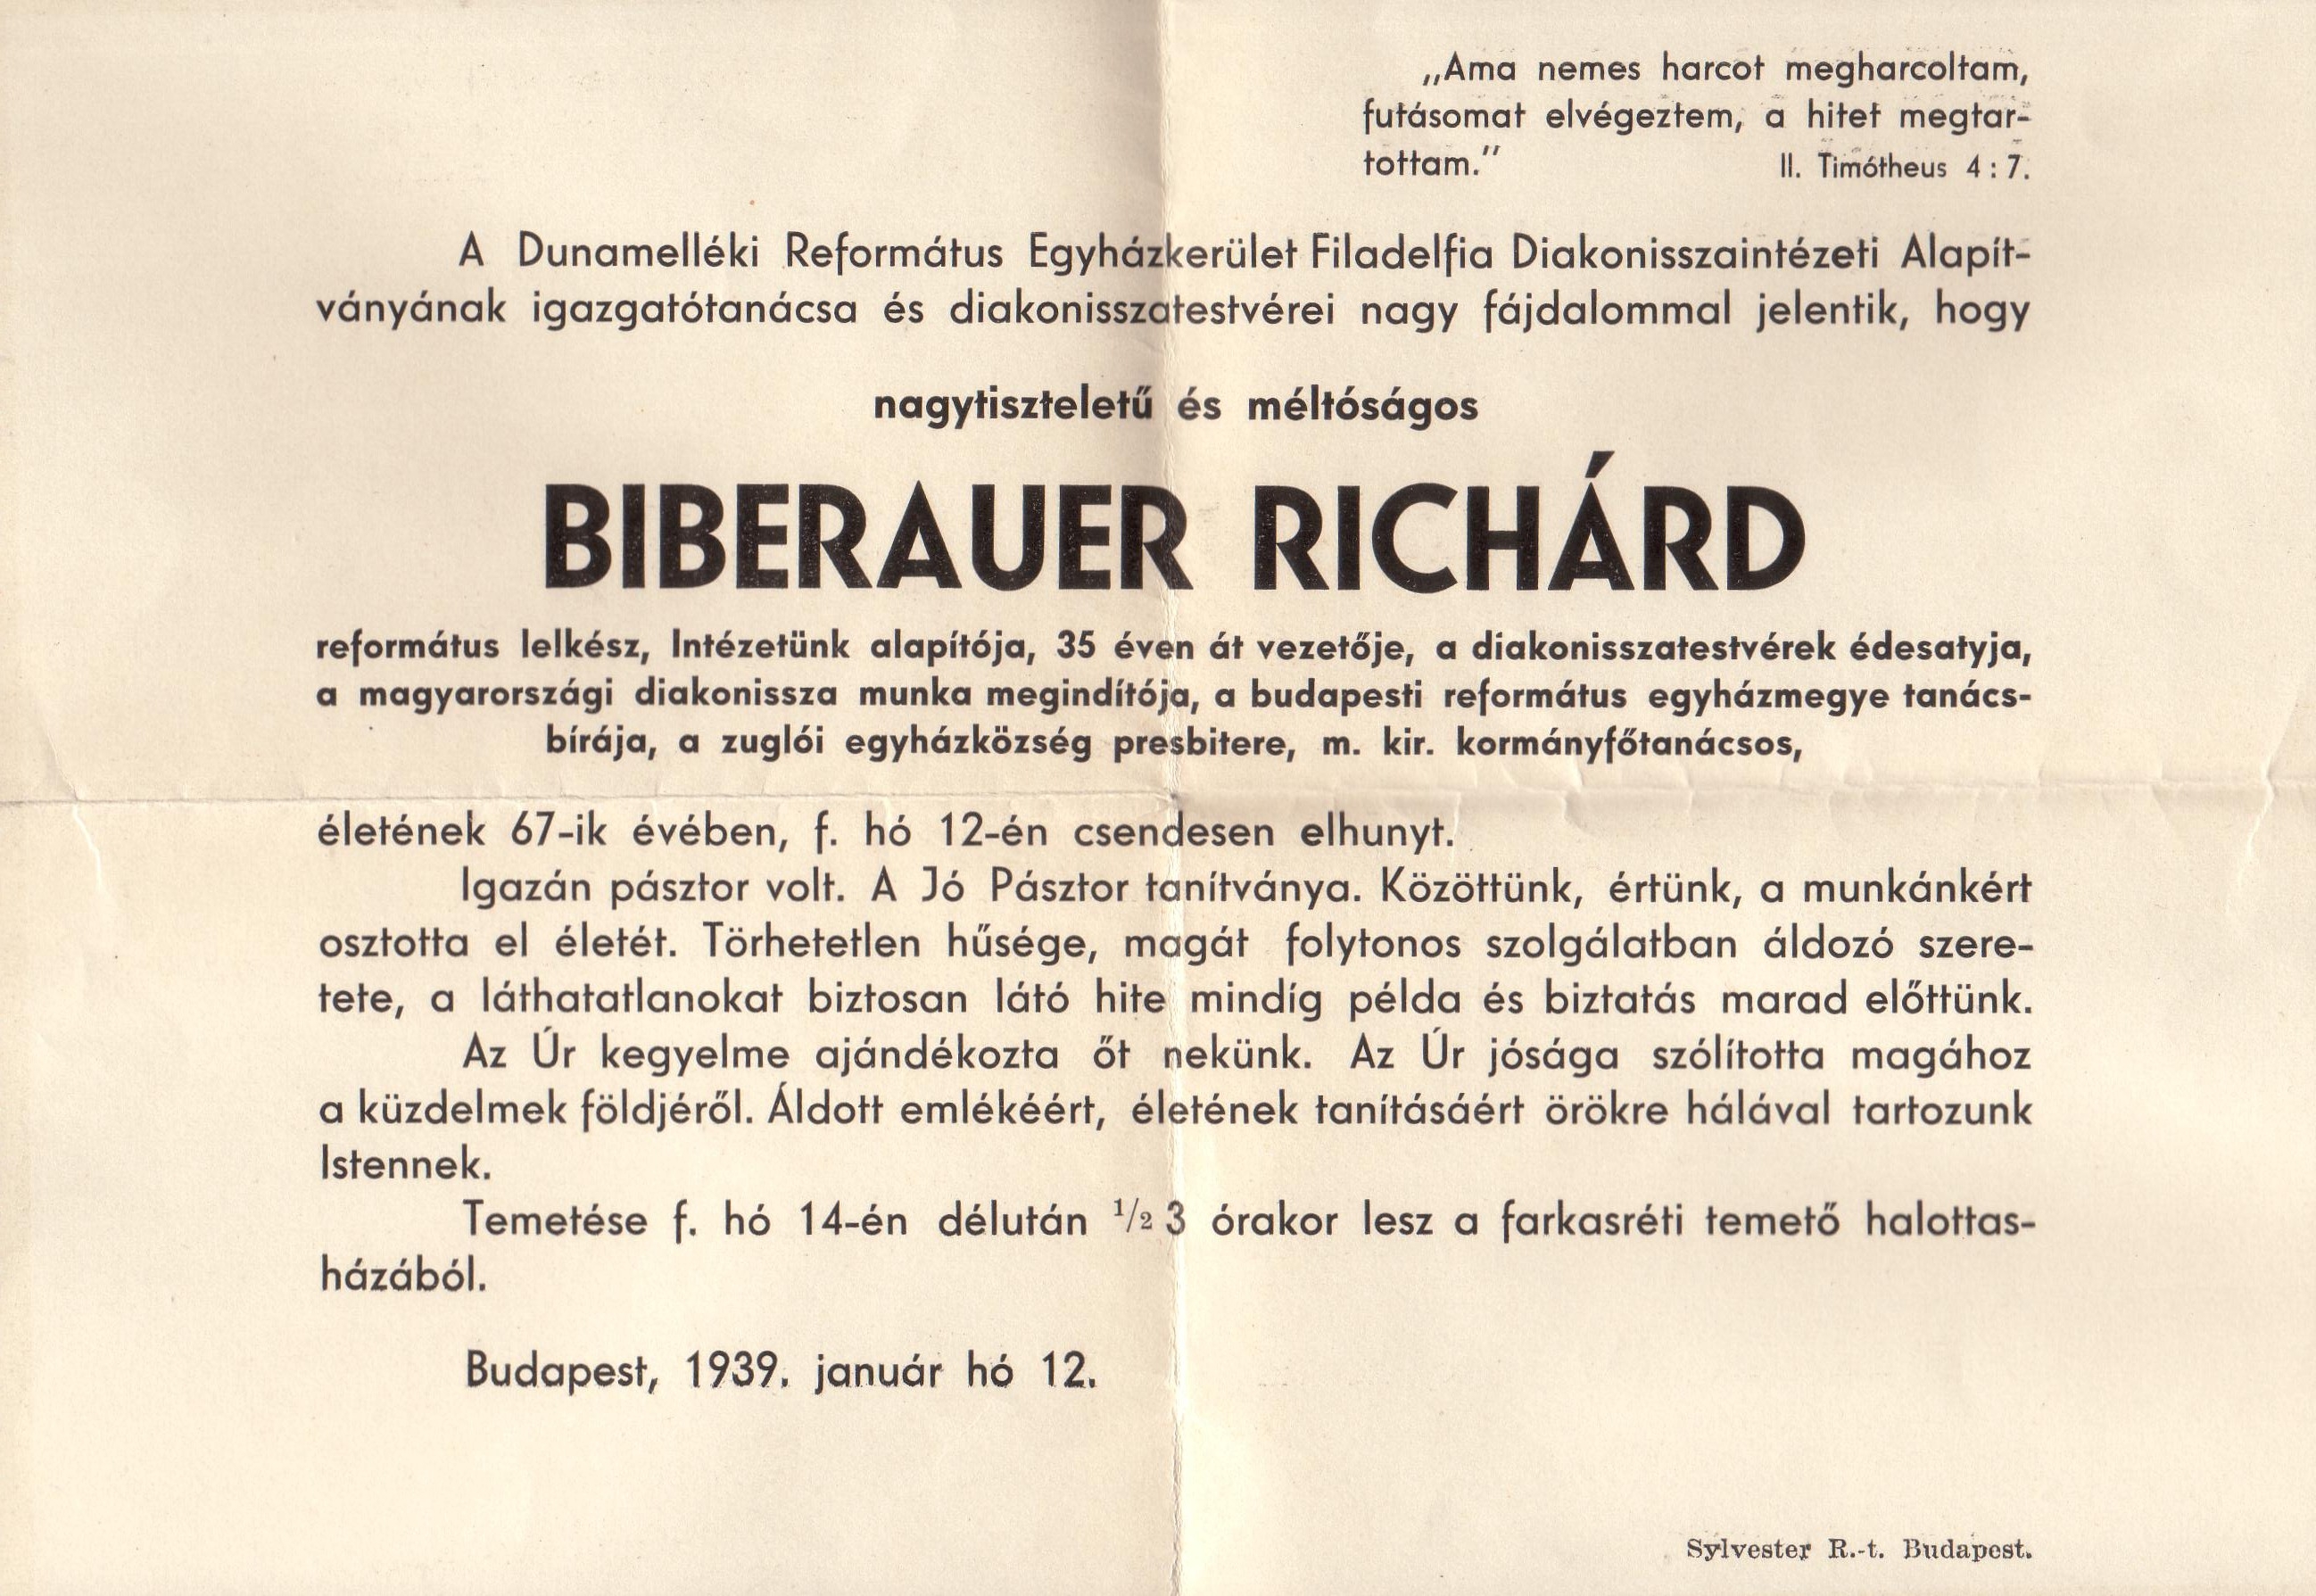 „Ama nemes harcot megharcoltam,
futásomat elvégeztem, a hitet megtar-
tottam.”
II. Timótheus 4 : 7.
A Dunamelléki Református Egyházkerület Filadelfia Diakonisszaintézeti Alapít-
ványának igazgatótanácsa és diakonisszatestvérei nagy fájdalommal jelentik, hogy
nagytiszteletű és méltóságos
BIBERAUER RICHÁRD
református lelkész, Intézetünk alapítója, 35 éven át vezetője, a diakonisszatestvérek édesatyja,
a magyarországi diakonissza munka megindítója, a budapesti református egyházmegye tanács-
bírája, a zuglói egyházközség presbitere, m. kir. kormányfőtanácsos,
életének 67-ik évében, f. hó 12-én csendesen elhunyt.
Igazán pásztor volt. A Jó Pásztor tanítványa. Közöttünk, értünk, a munkánkért
osztotta el életét. Törhetetlen hűsége, magát folytonos szolgálatban áldozó szere-
tete, a láthatatlanokat biztosan látó hite mindíg példa és biztatás marad előttünk.
Az Úr kegyelme ajándékozta őt nekünk. Az Úr jósága szólította magához
a küzdelmek földjéről. Áldott emlékéért, életének tanításáért örökre hálával tartozunk
Istennek.
Temetése f. hó 14-én délután 1/2 3 órakor lesz a farkasréti temető halottas-
házából.
Budapest, 1939. január hó 12.
Sylvester R.-t. Budapest.